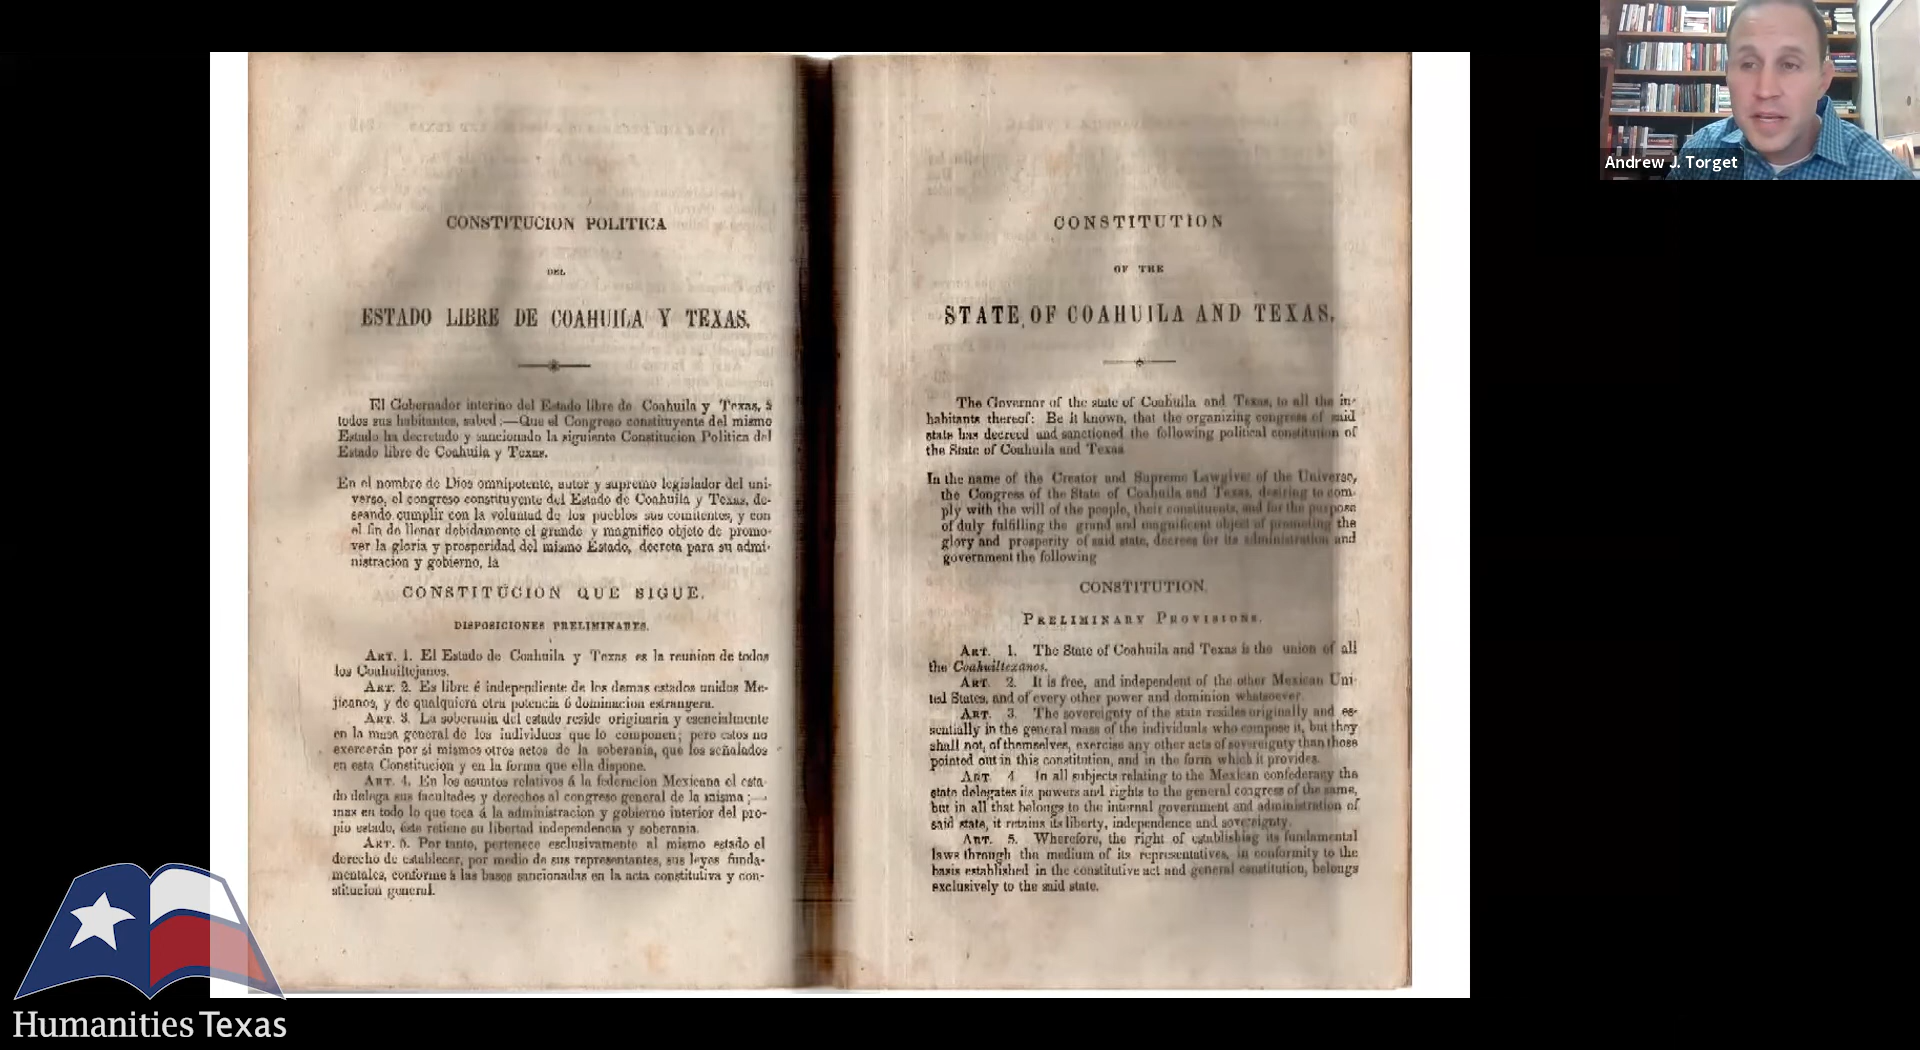 CONSTITUCION POLITICA
DEL
ESTADO LIBRE DE COAHUILA Y TEXAS.
El Gobernador interino del Estado libre de Coahuila y Texas, á
todos sus habitantes, sabed:—Que el Congreso constituyente del mismo
Estado ha decretado y sancionado la siguiente Constitucion Politica del
Estado libre de Coahuila y Texas.
En el nombre de Dios omnipotente, autor y supremo legislador del uni-
verso, el congreso constituyente del Estado de Coahuila y Texas, de-
seando cumplir con la voluntad de los pueblos sus comitentes, y con
el fin de llenar debidamente el grande y magnifico objeto de promo-
ver la gloria y prosperidad del mismo Estado, decreta para su admi-
nistracion y gobierno, la
CONSTITUCION QUE SIGUE.
DISPOSICIONES PRELIMINARES.
ART. 1. El Estado de Coahuila y Texas es la reunion de todos
los Coahuiltejanos.
ART. 2. Es libre é independiente de los demas estados unidos Me-
jicanos, y de qualquiera otra potencia ó dominacion estrangera.
ART. 3. La soberania del estado reside originaria y esencialmente
en la masa general de los individuos que lo componen; pero estos no
exercerán por si mismos otros actos de la soberania, que los señalados
en esta Constitucion y en la forma que ella dispone.
ART. 4. En los asuntos relativos á la federacion Mexicana el esta-
do delega sus facultades y derechos al congreso general de la misma;—
mas en todo lo que toca á la administracion y gobierno interior del pro-
pio estado, éste retiene su libertad independencia y soberania.
ART. 5. Por tanto, pertenece esclusivamente al mismo estado el
derecho de establecer, por medio de sus representantes, sus leyes funda-
mentales, conforme á las bases sancionadas en la acta constitutiva y con-
stitucion general.
CONSTITUTION
OF THE
STATE OF COAHUILA AND TEXAS.
The Governor of the state of Coahuila and Texas, to all the in-
habitants thereof: Be it known, that the organizing congress of said
state has decreed and sanctioned the following political constitution of
the State of Coahuila and Texas
In the name of the Creator and Supreme Lawgiver of the Universe,
the Congress of the State of Coahuila and Texas, desiring to com-
ply with the will of the people, their constituents, and for the purpose
of duly fulfilling the grand and magnificent object of promoting the
glory and prosperity of said state, decrees for its administration and
government the following
CONSTITUTION.
PRELIMINARY PROVISIONS.
ART. 1. The State of Coahuila and Texas is the union of all
the Coahuiltexanos.
ART. 2. It is free, and independent of the other Mexican Uni-
ted States, and of every other power and dominion whatsoever.
ART. 3. The sovereignty of the state resides originally and es-
sentially in the general mass of the individuals who compose it, but they
shall not, of themselves, exercise any other acts of sovereignty than those
pointed out in this constitution, and in the form which it provides.
ART. 4 In all subjects relating to the Mexican confederacy the
state delegates its powers and rights to the general congress of the same,
but in all that belongs to the internal government and administration of
said state, it retains its liberty, independence and sovereignty.
ART. 5. Wherefore, the right of establishing its fundamental
laws through the medium of its representatives, in conformity to the
basis established in the constitutive act and general constitution, belongs
exclusively to the said state.
Andrew J. Torget
Humanities Texas